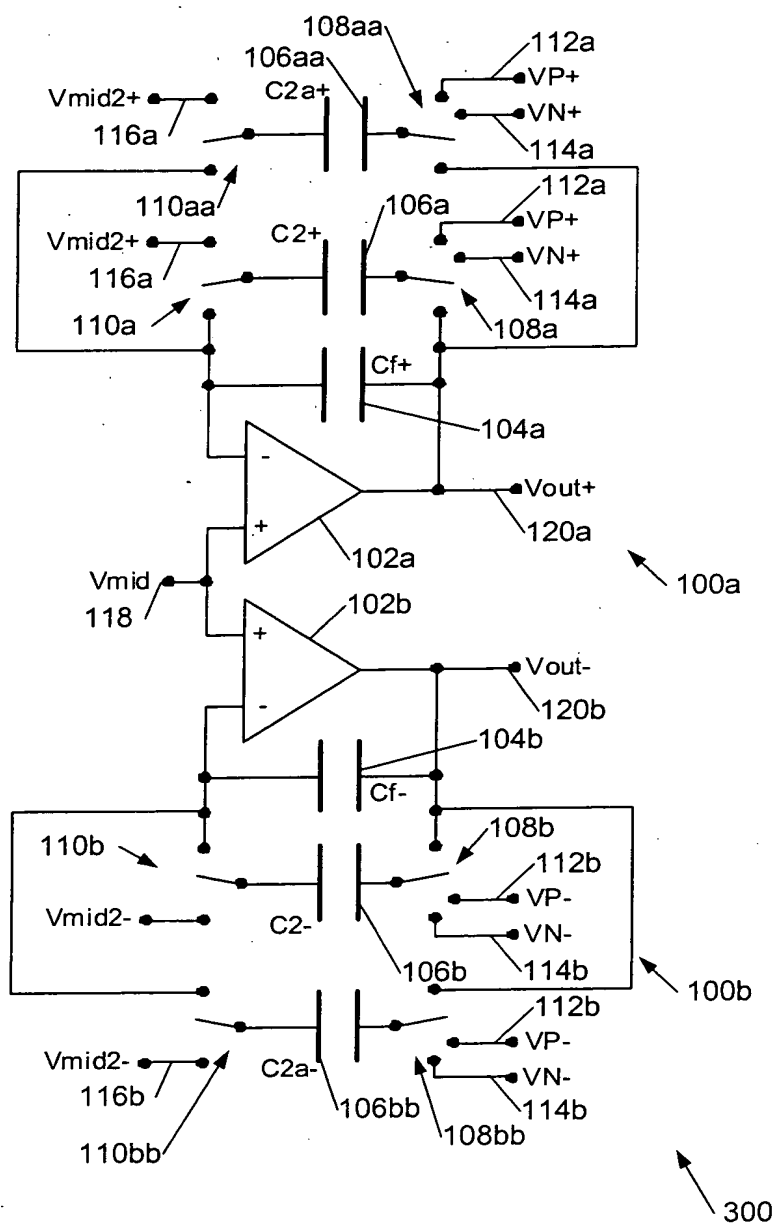 108aa
112a
106aa
VP+
C2a+
Vmid2+
VN+
116a
114a
112a
110aa
106a
VP+
Vmid2+
C2+
VN+
116a
114a
110a
108a
Cf+
104a
-
Vout+
+
120a
102a
Vmid
100a
118
102b
+
Vout-
-
120b
104b
Cf-
108b
110b
112b
VP-
Vmid2-
C2-
VN-
106b
114b
100b
112b
VP-
Vmid2-
C2a-
VN-
116b
106bb
114b
108bb
110bb
300